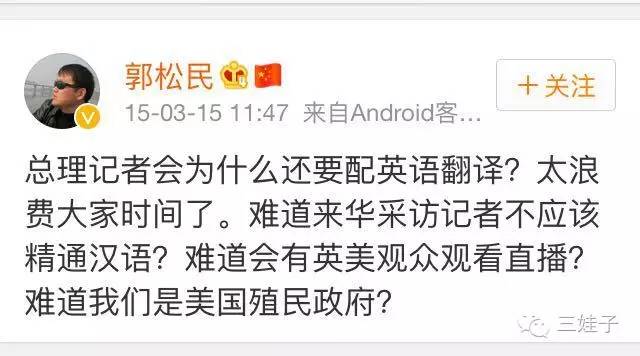 郭松民
+关注
15-03-15 11:47 来自Android客...
总理记者会为什么还要配英语翻译？太浪
费大家时间了。难道来华采访记者不应该
精通汉语？难道会有英美观众观看直播？
难道我们是美国殖民政府？
三娃子